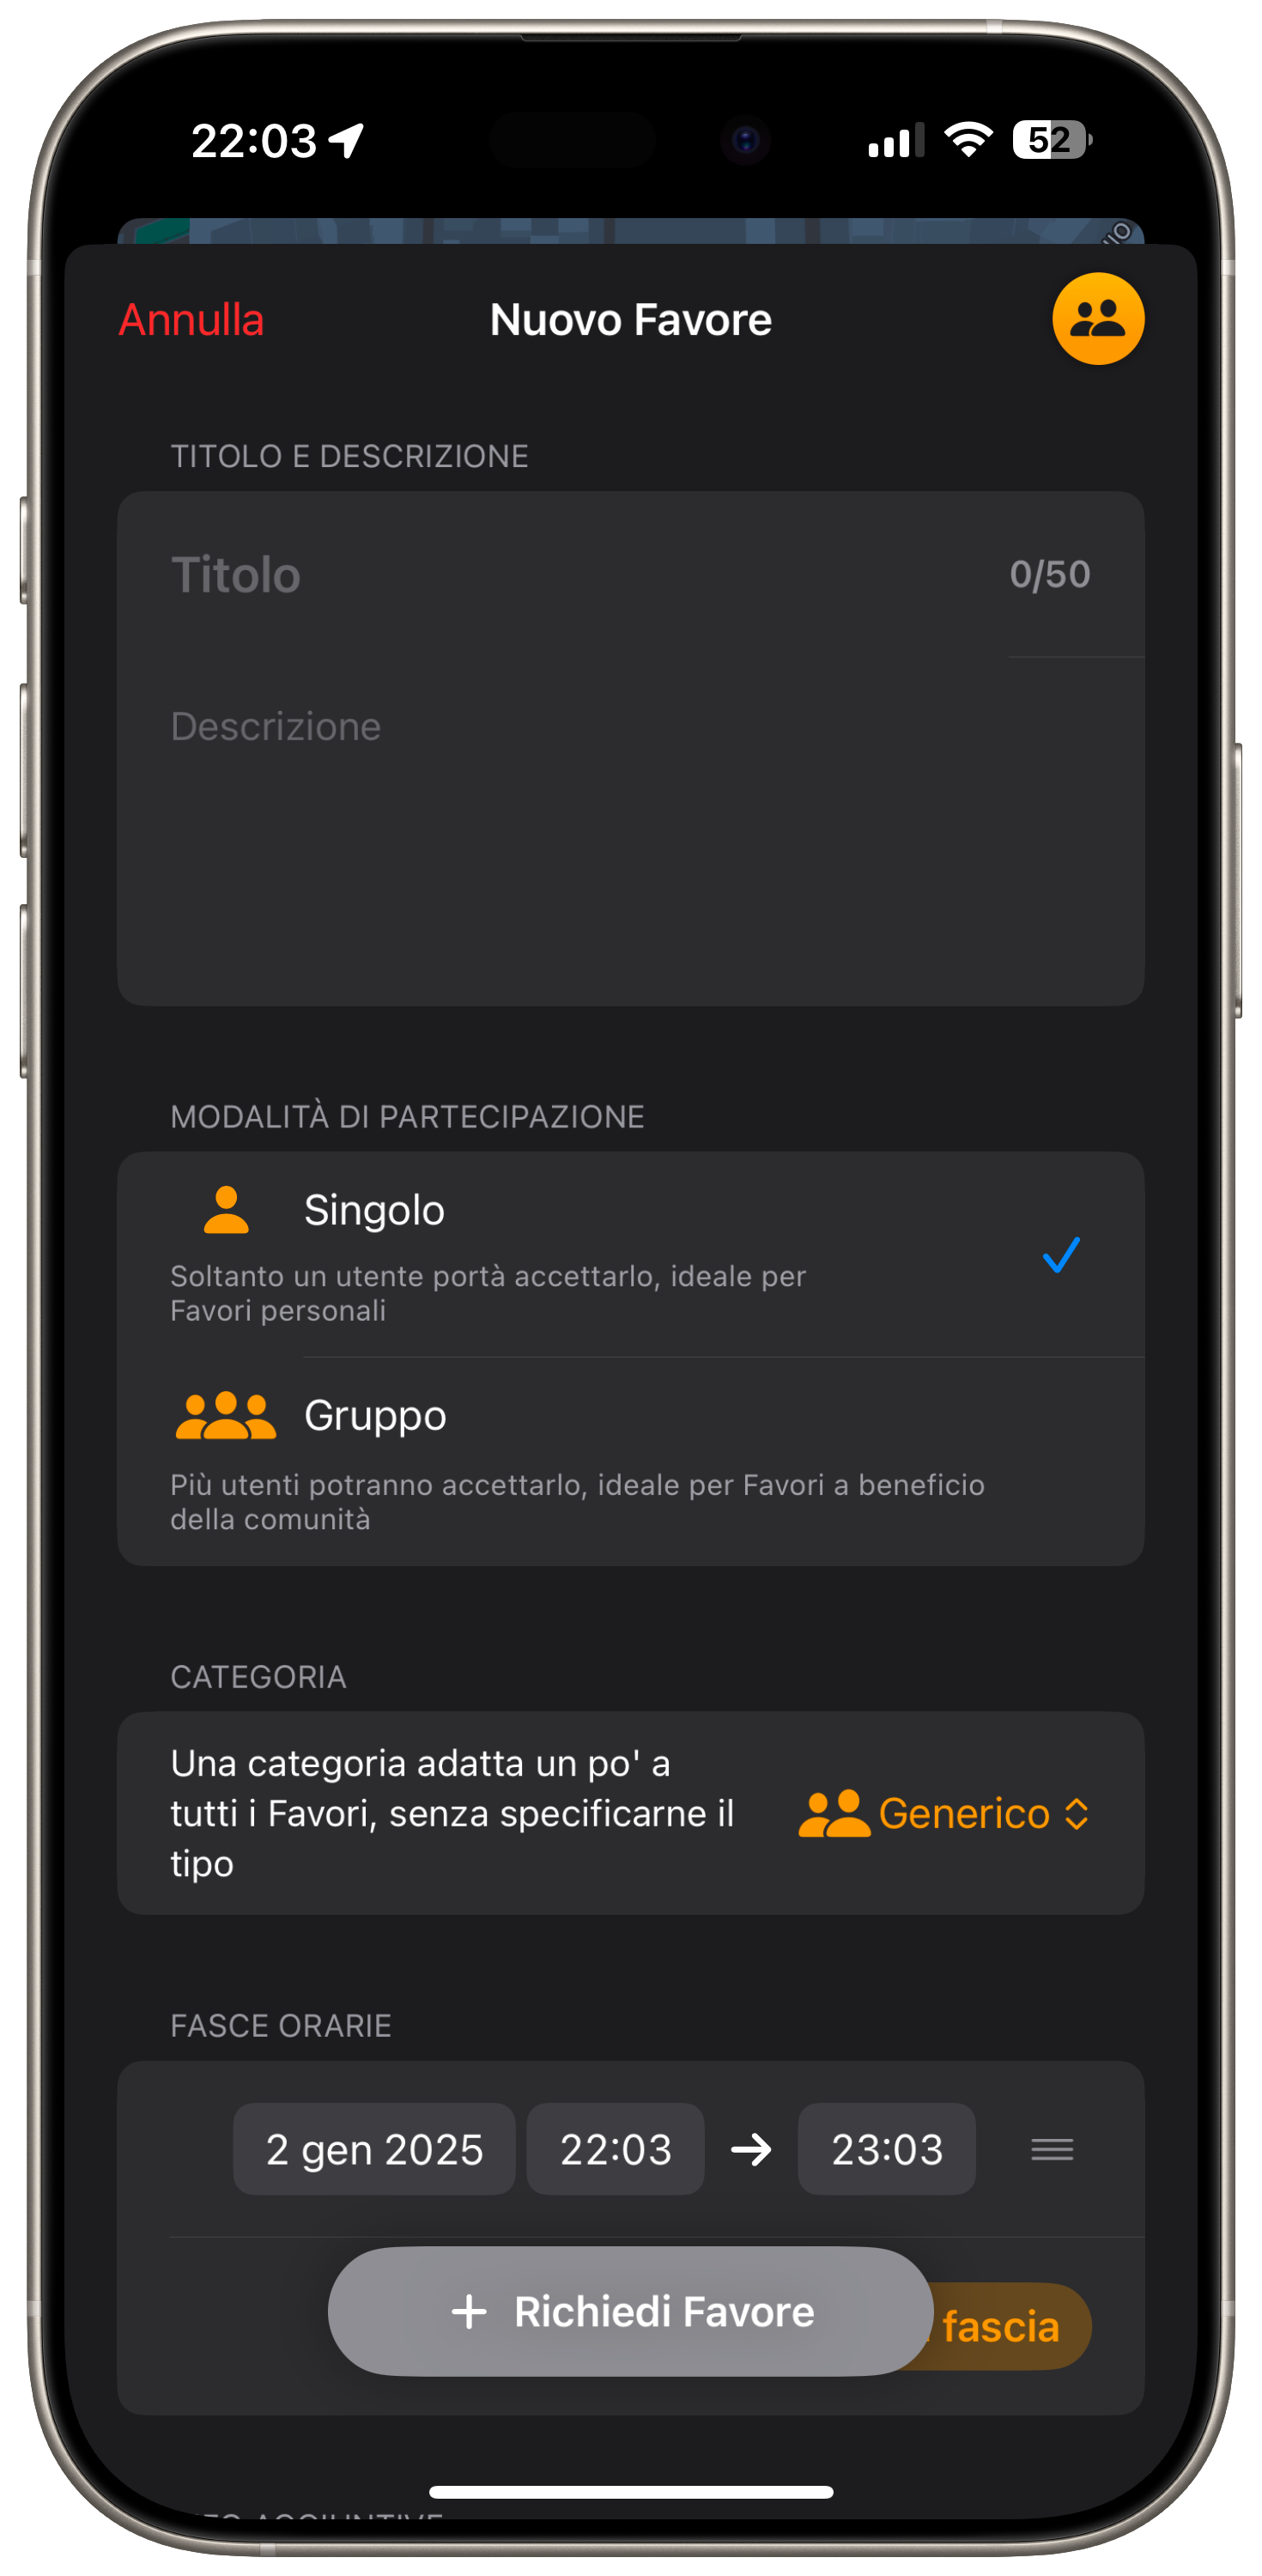 22:03
52
Annulla
Nuovo Favore
TITOLO E DESCRIZIONE
Titolo
0/50
Descrizione
MODALITÀ DI PARTECIPAZIONE
Singolo
Soltanto un utente portà accettarlo, ideale per
Favori personali
Gruppo
Più utenti potranno accettarlo, ideale per Favori a beneficio
della comunità
CATEGORIA
Una categoria adatta un po' a
tutti i Favori, senza specificarne il
tipo
Generico
FASCE ORARIE
2 gen 2025
22:03
→
23:03
+ Richiedi Favore
fascia